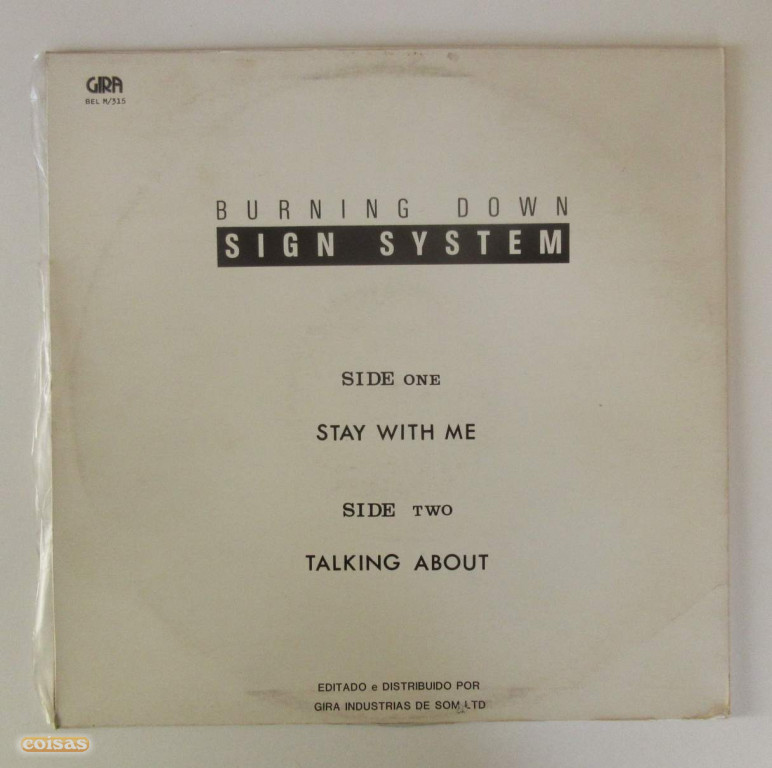 GIRA
BEL M/315
BURNING DOWN
SIGN SYSTEM
SIDE ONE
STAY WITH ME
SIDE TWO
TALKING ABOUT
EDITADO e DISTRIBUIDO POR
GIRA INDUSTRIAS DE SOM, LTD
coisas